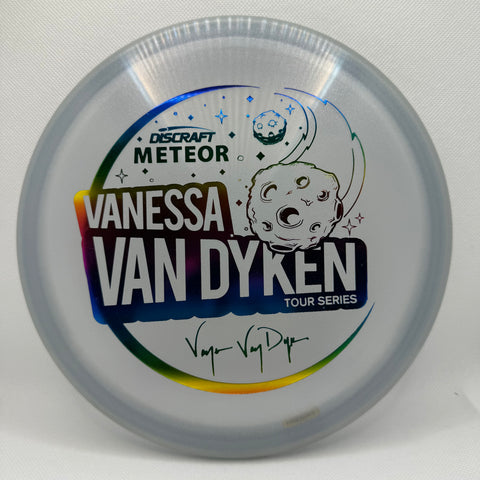 DISCRAFT
METEOR
VANESSA
VAN DYKEN
TOUR SERIES